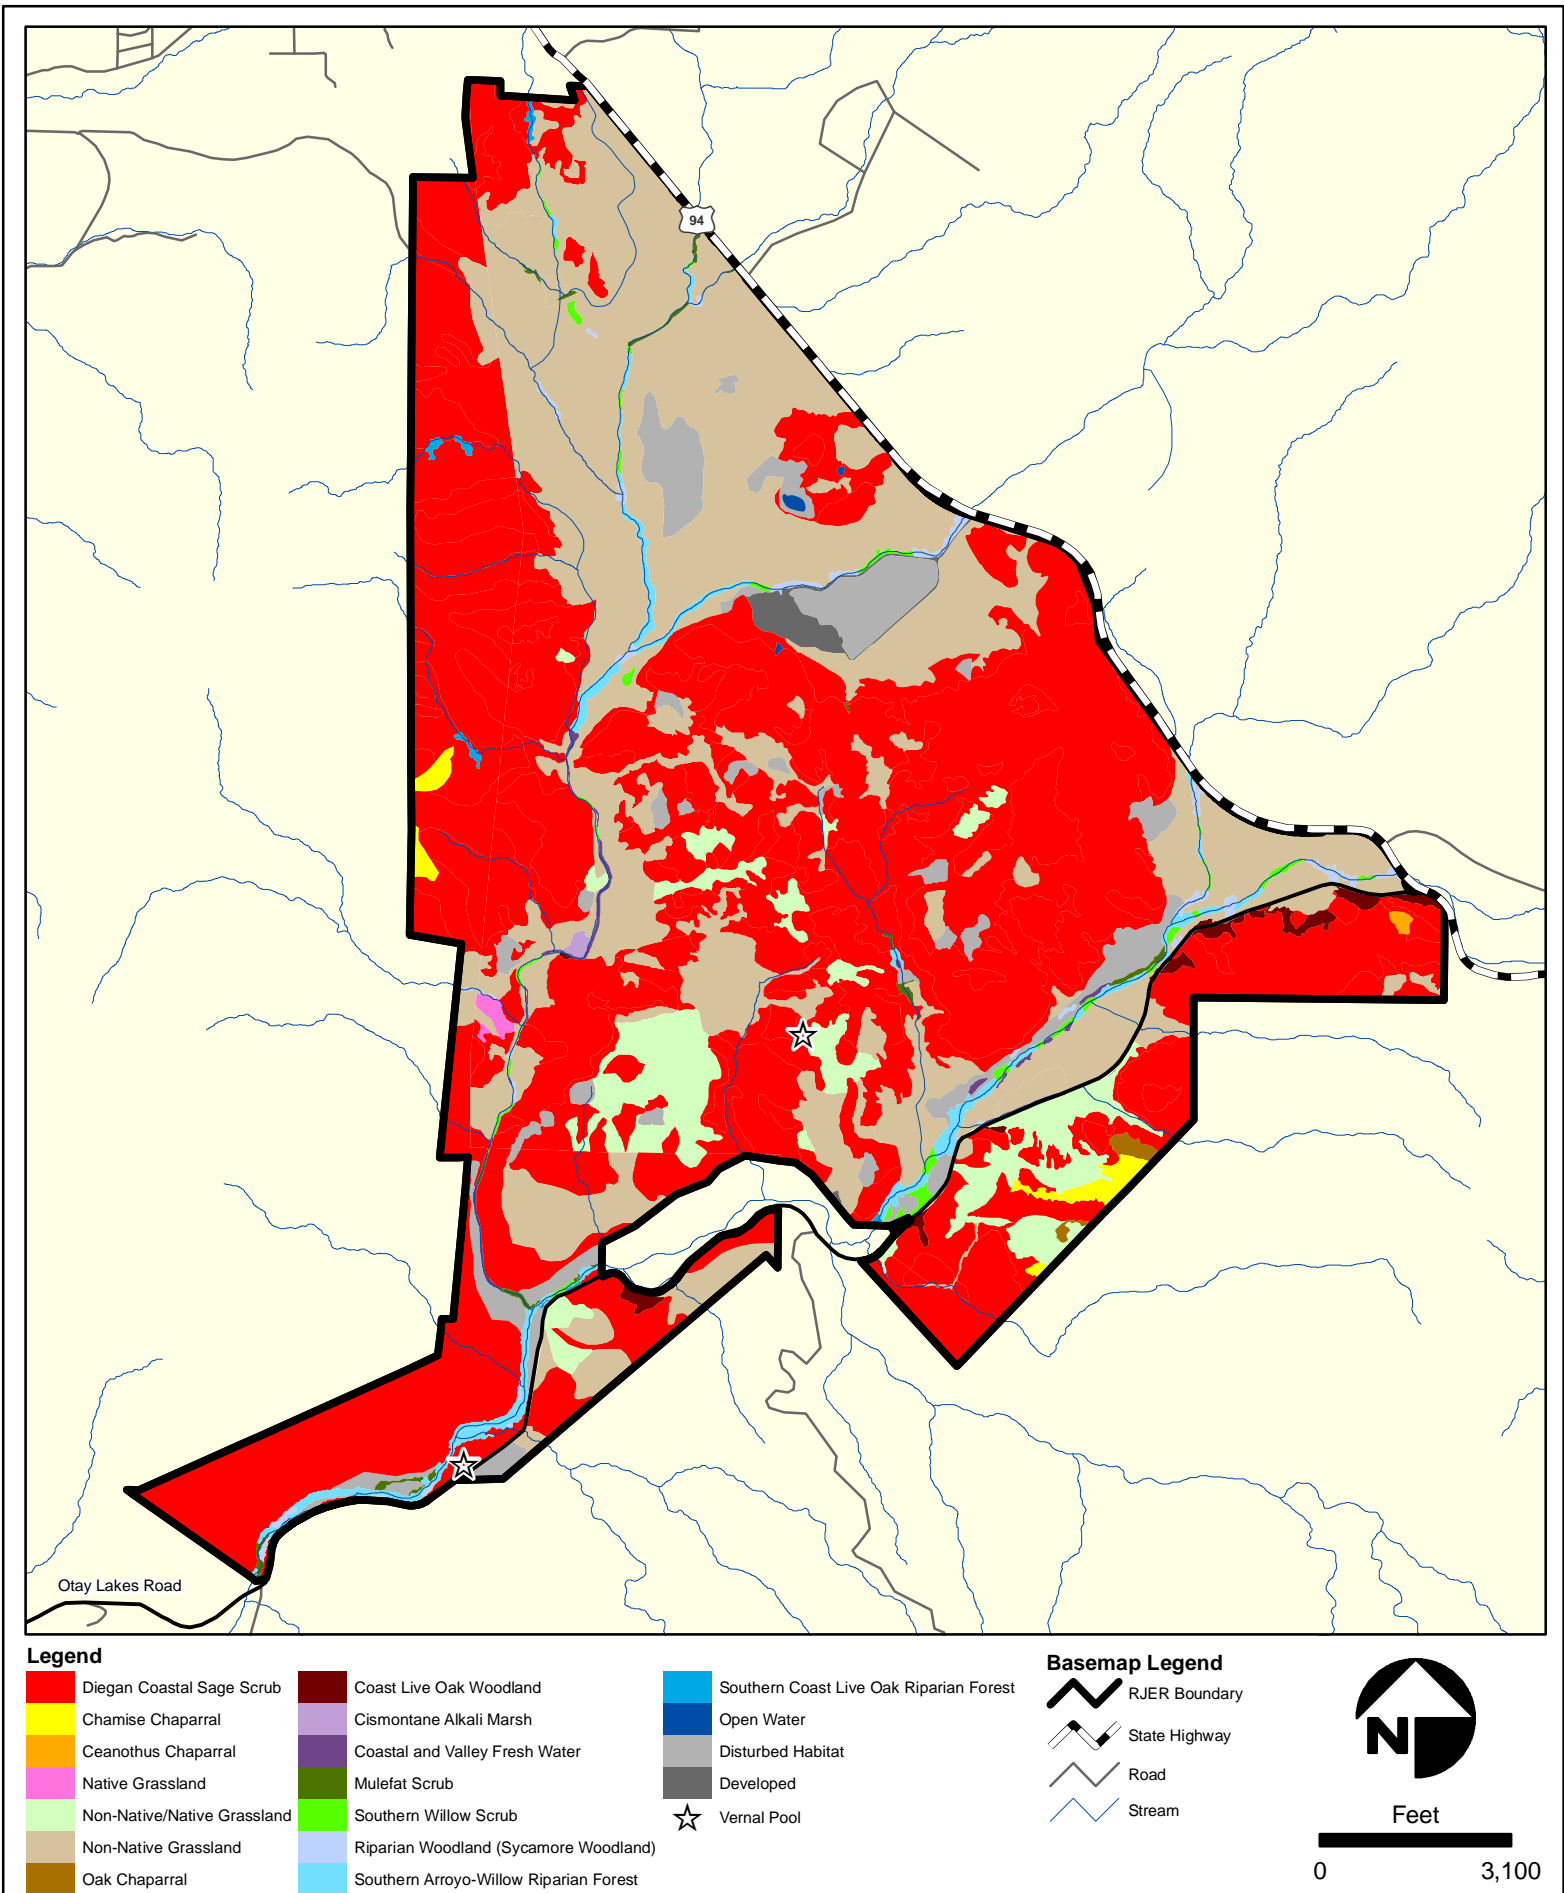 94
Otay Lakes Road
Legend
Diegan Coastal Sage Scrub
Chamise Chaparral
Ceanothus Chaparral
Native Grassland
Non-Native/Native Grassland
Non-Native Grassland
Oak Chaparral
Coast Live Oak Woodland
Cismontane Alkali Marsh
Coastal and Valley Fresh Water
Mulefat Scrub
Southern Willow Scrub
Riparian Woodland (Sycamore Woodland)
Southern Arroyo-Willow Riparian Forest
Southern Coast Live Oak Riparian Forest
Open Water
Disturbed Habitat
Developed
Vernal Pool
Basemap Legend
RJER Boundary
State Highway
Road
Stream
N
Feet
0 3,100